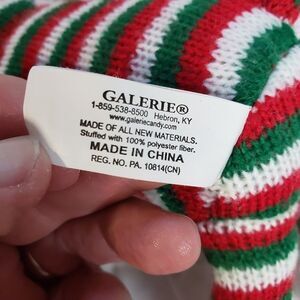 GALERIE®
1-859-538-8500 Hebron, KY
www.galeriecandy.com
MADE OF ALL NEW MATERIALS.
Stuffed with 100% polyester fiber.
MADE IN CHINA
REG. NO. PA. 10814(CN)